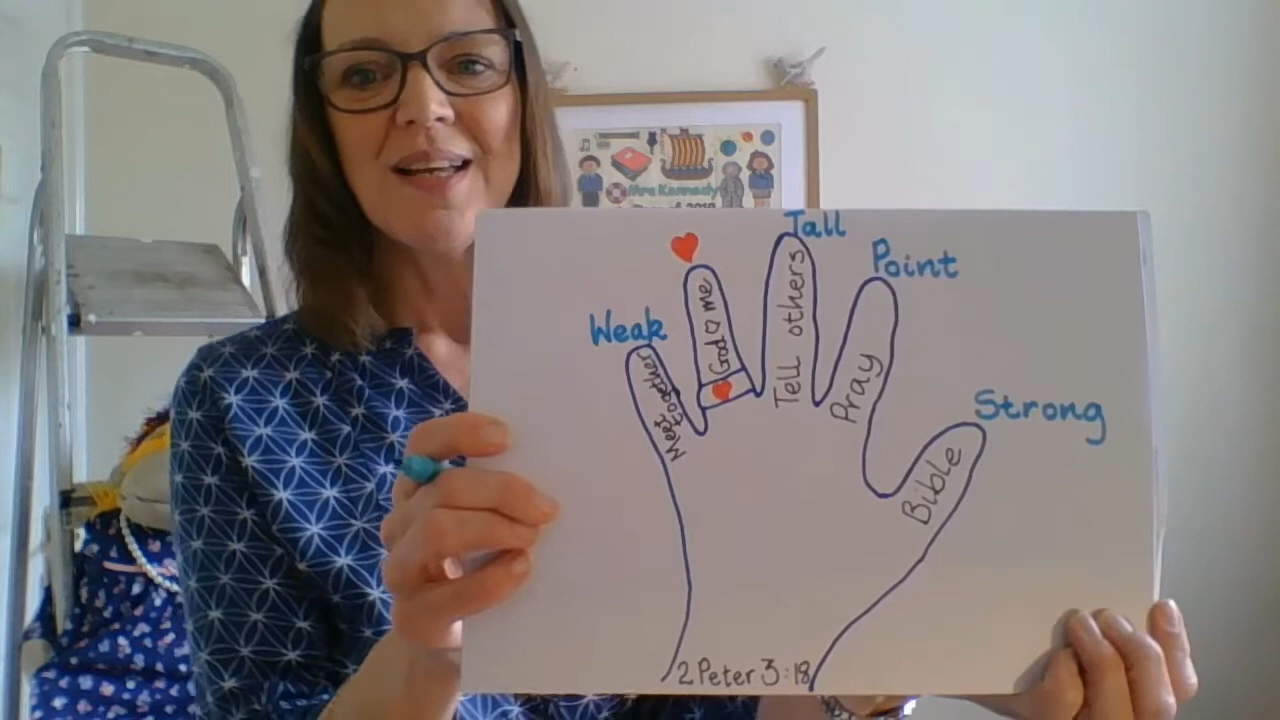 Mrs Kennedy
Tall
Point
Weak
Strong
Meet
together
God ♡ me
Tell others
Pray
Bible
2 Peter 3:18